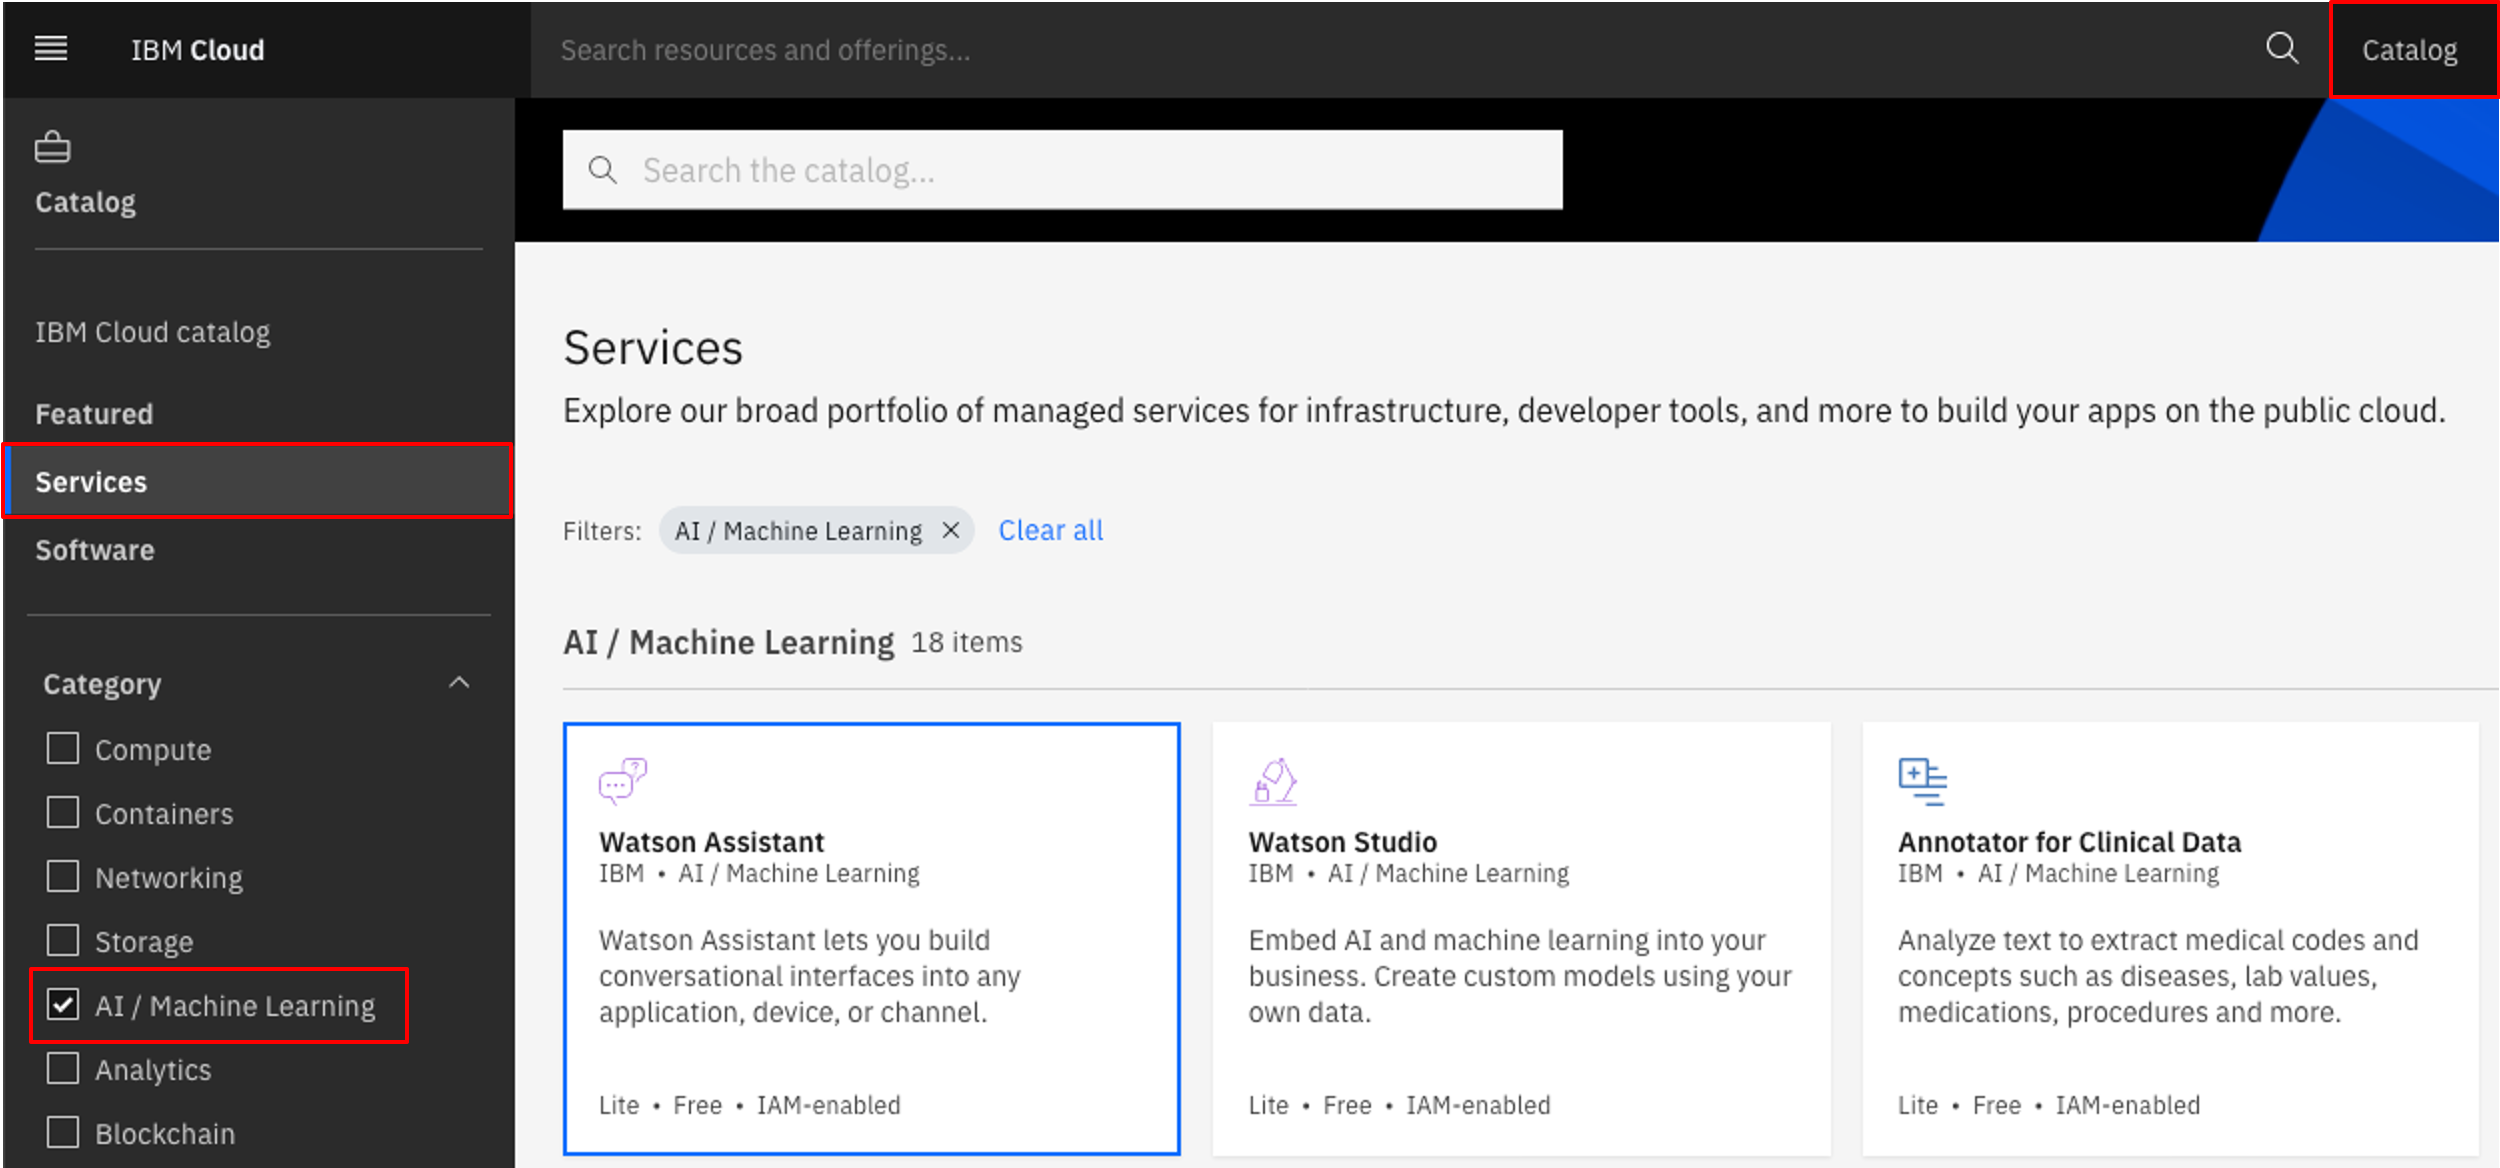 IBM Cloud
Search resources and offerings...
Catalog
Catalog
IBM Cloud catalog
Featured
Services
Software
Category
Compute
Containers
Networking
Storage
AI / Machine Learning
Analytics
Blockchain
Search the catalog...
Services
Explore our broad portfolio of managed services for infrastructure, developer tools, and more to build your apps on the public cloud.
Filters: AI / Machine Learning Clear all
AI / Machine Learning 18 items
Watson Assistant
IBM • AI / Machine Learning
Watson Assistant lets you build
conversational interfaces into any
application, device, or channel.
Lite • Free • IAM-enabled
Watson Studio
IBM • AI / Machine Learning
Embed AI and machine learning into your
business. Create custom models using your
own data.
Lite • Free • IAM-enabled
Annotator for Clinical Data
IBM • AI / Machine Learning
Analyze text to extract medical codes and
concepts such as diseases, lab values,
medications, procedures and more.
Lite • Free • IAM-enabled